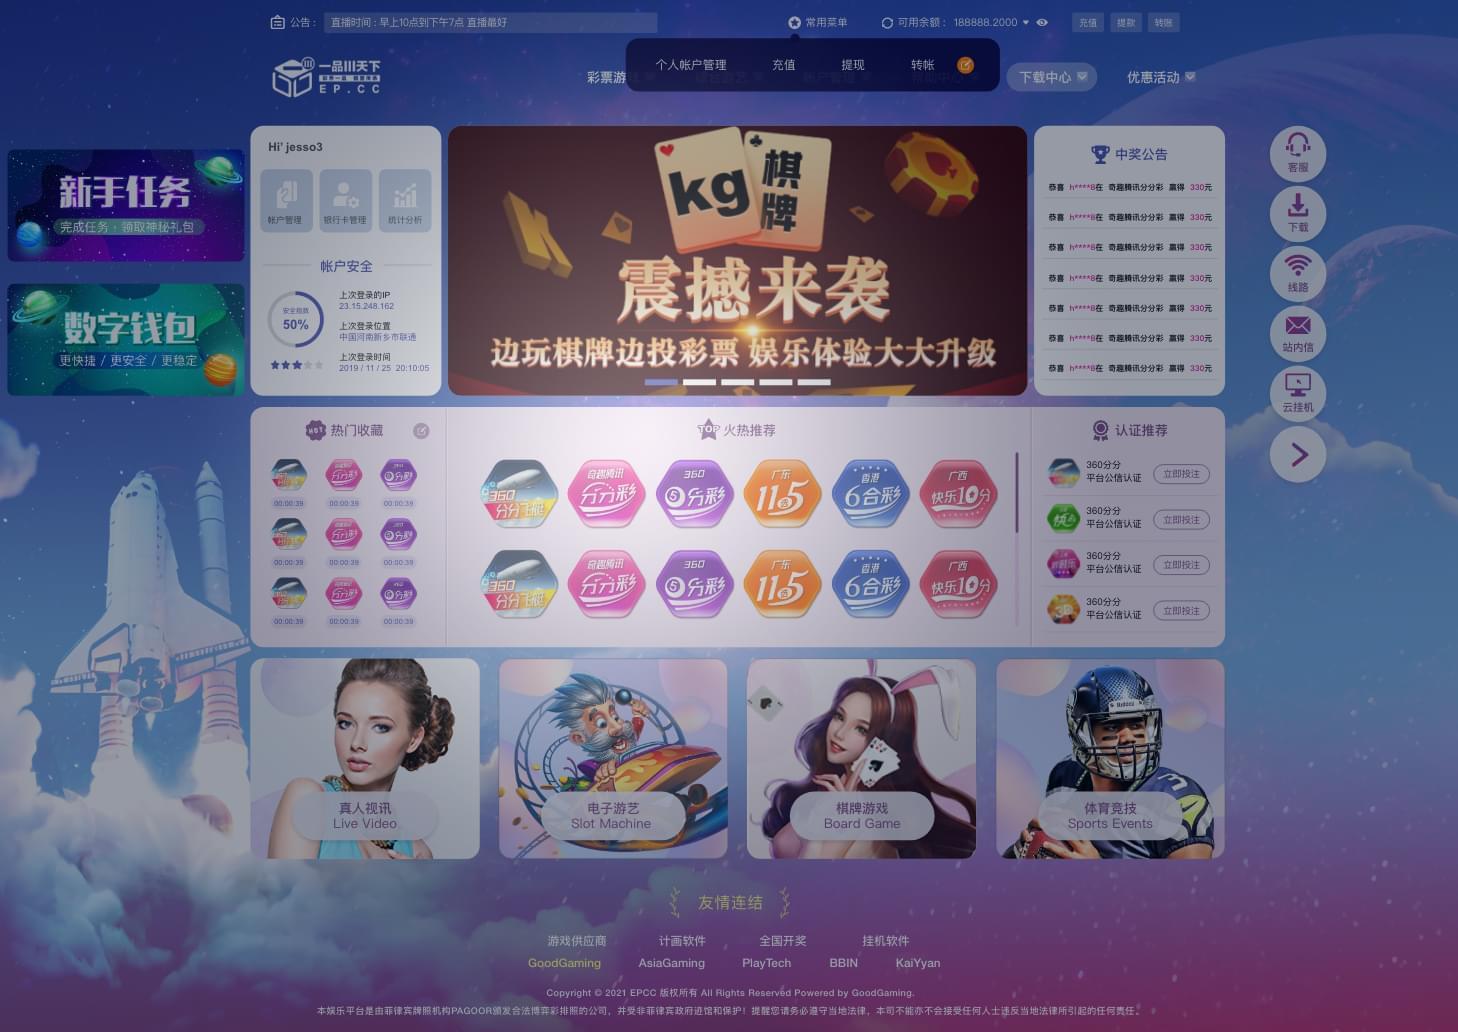 公告： 直播时间 : 早上10点到下午7点 直播最好
常用菜单
可用余额： 188888.2000
充值 提款 转账
个人帐户管理 充值 提现 转帐
一品川天下
EP.CC
彩票游 下载中心 优惠活动
新手任务
完成任务，领取神秘礼包
数字钱包
更快捷 / 更安全 / 更稳定
Hi' jesso3
帐户管理 银行卡管理 统计分析
帐户安全
安全指数
50%
上次登录的IP
23.15.248.162
上次登录位置
中国河南新乡市联通
上次登录时间
2019 / 11 / 25 20:10:05
kg 棋牌
震撼来袭
边玩棋牌边投彩票 娱乐体验大大升级
中奖公告
恭喜 h****8在 奇趣腾讯分分彩 赢得 330元
恭喜 h****8在 奇趣腾讯分分彩 赢得 330元
恭喜 h****8在 奇趣腾讯分分彩 赢得 330元
恭喜 h****8在 奇趣腾讯分分彩 赢得 330元
恭喜 h****8在 奇趣腾讯分分彩 赢得 330元
恭喜 h****8在 奇趣腾讯分分彩 赢得 330元
恭喜 h****8在 奇趣腾讯分分彩 赢得 330元
客服
下载
线路
站内信
云挂机
HOT 热门收藏
00:00:39 00:00:39 00:00:39
00:00:39 00:00:39 00:00:39
00:00:39 00:00:39 00:00:39
TOP 火热推荐
360 分分飞艇
奇趣腾讯 分分彩
360 5分彩
广东 11选5
香港 6合彩
广西 快乐10分
360 分分飞艇
奇趣腾讯 分分彩
360 5分彩
广东 11选5
香港 6合彩
广西 快乐10分
认证推荐
360分分
平台公信认证
立即投注
360分分
平台公信认证
立即投注
360分分
平台公信认证
立即投注
360分分
平台公信认证
立即投注
真人视讯
Live Video
电子游艺
Slot Machine
棋牌游戏
Board Game
体育竞技
Sports Events
友情连结
游戏供应商 计画软件 全国开奖 挂机软件
GoodGaming AsiaGaming PlayTech BBIN KaiYyan
Copyright © 2021 EPCC 版权所有 All Rights Reserved Powered by GoodGaming.
本娱乐平台是由菲律宾牌照机构PAGOOR颁发合法博弈彩排照的公司，并受非菲律宾政府迹馆和保护！提醒您请务必遵守当地法律，本司不能亦不会接受任何人士违反当地法律所引起的任何责任。